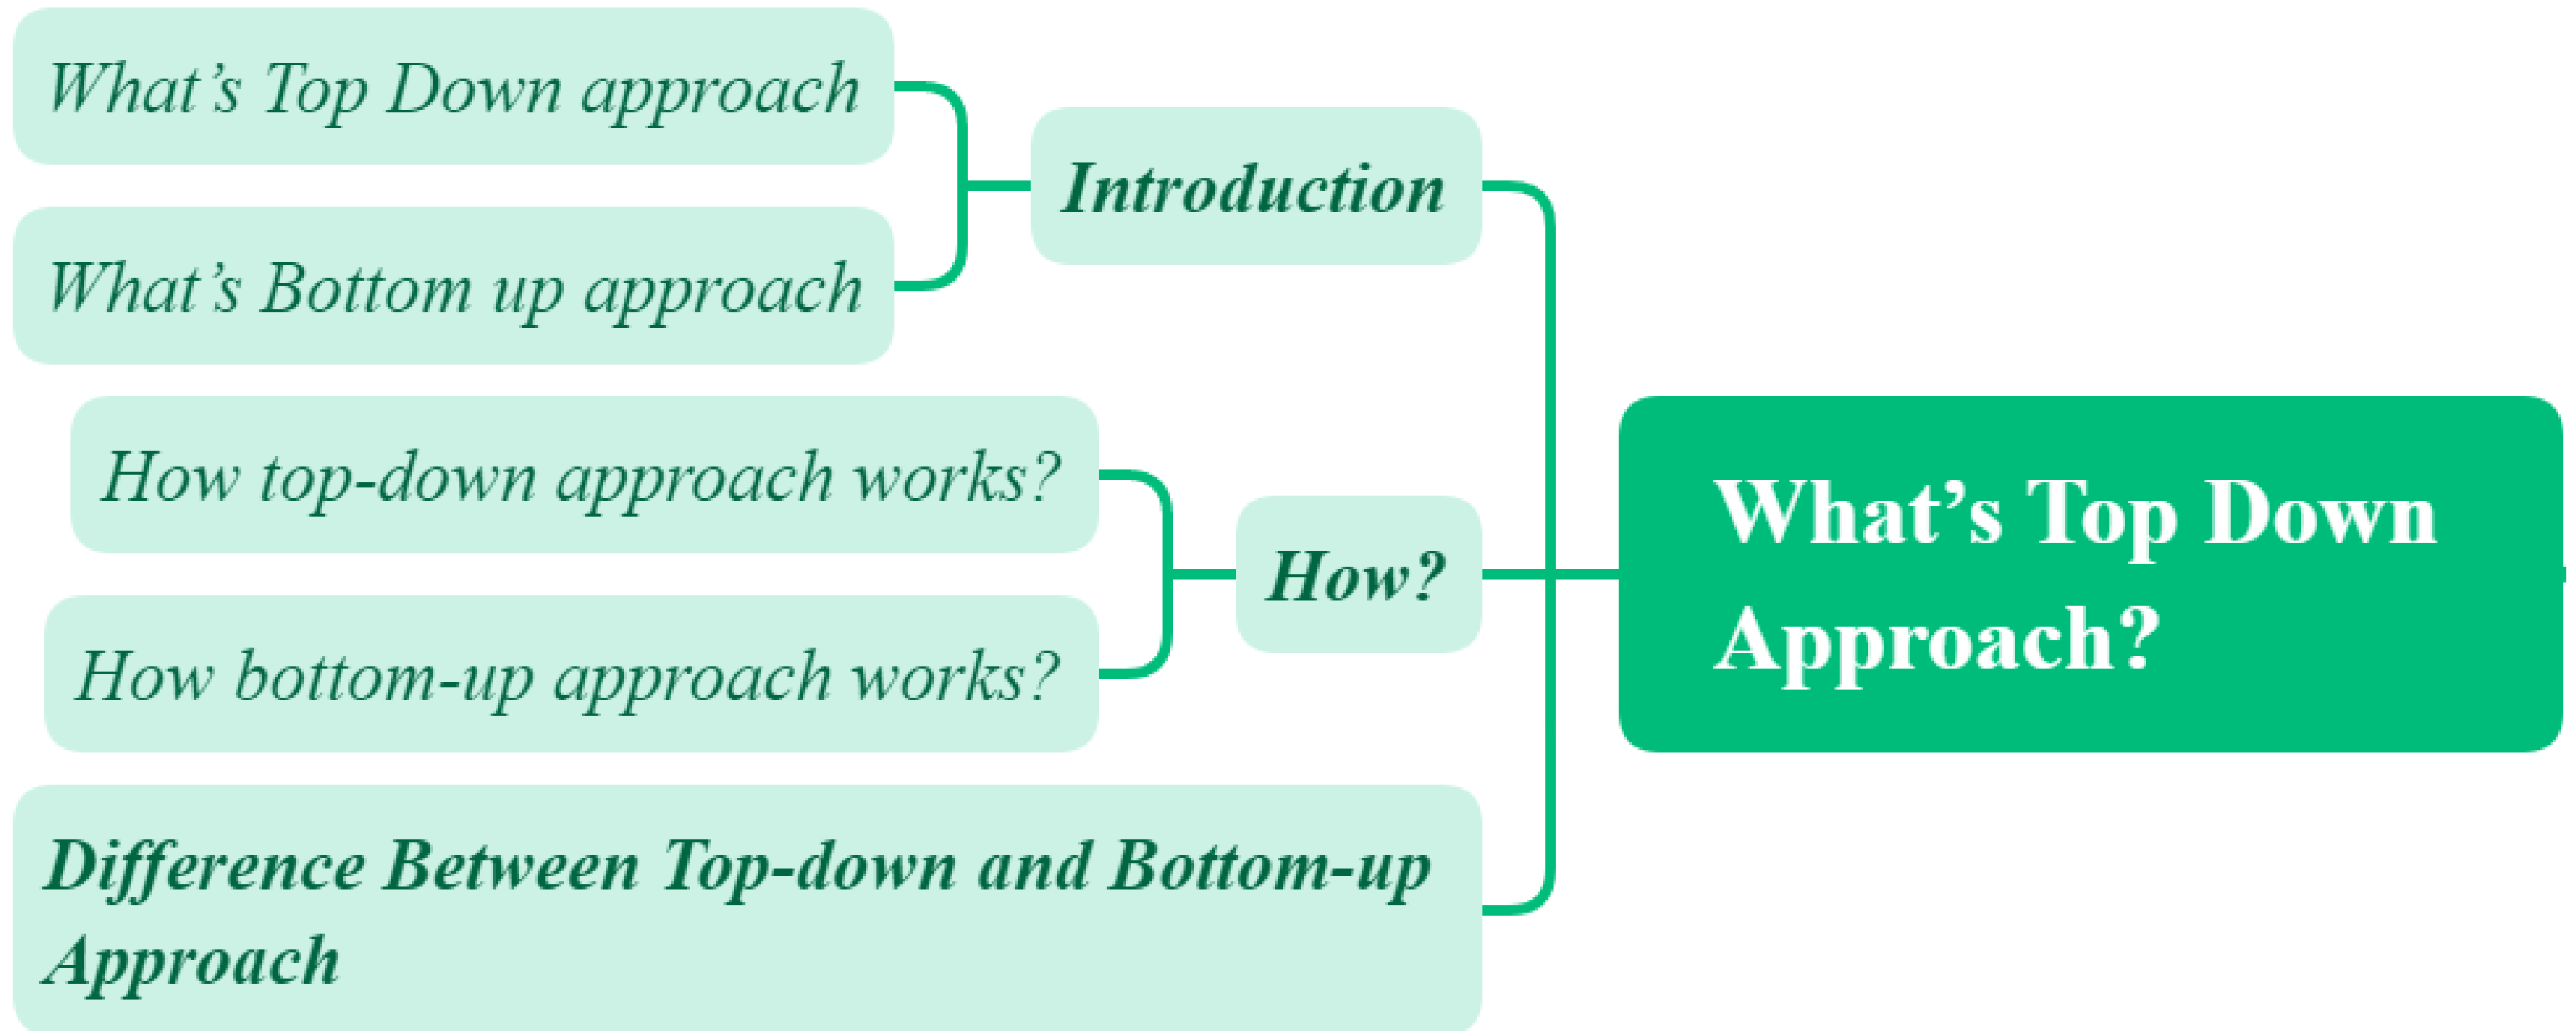 What’s Top Down approach
What’s Bottom up approach
Introduction
How top-down approach works?
How bottom-up approach works?
How?
Difference Between Top-down and Bottom-up
Approach
What’s Top Down
Approach?